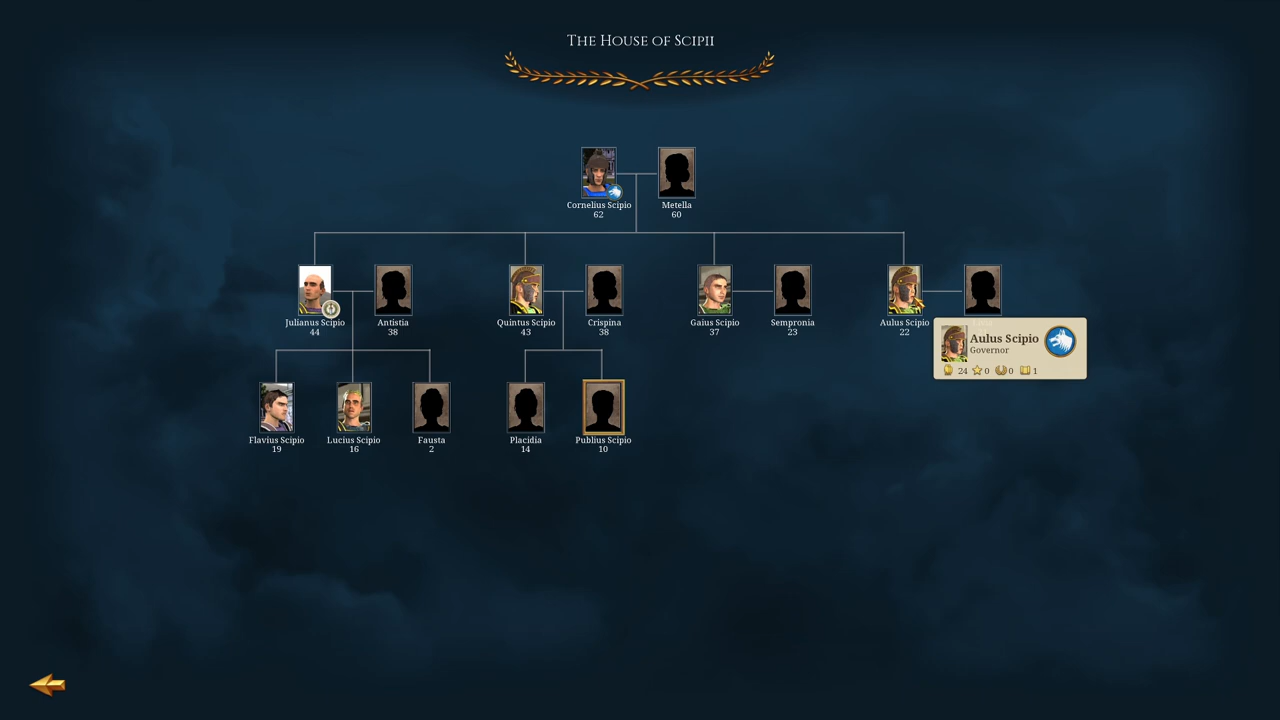 The House of Scipii
Cornelius Scipio
62
Metella
60
Julianus Scipio
44
Antistia
38
Quintus Scipio
43
Crispina
38
Gaius Scipio
37
Sempronia
23
Aulus Scipio
22
Aulus Scipio
Governor
24 0 0 1
Flavius Scipio
19
Lucius Scipio
16
Fausta
2
Placidia
14
Publius Scipio
10